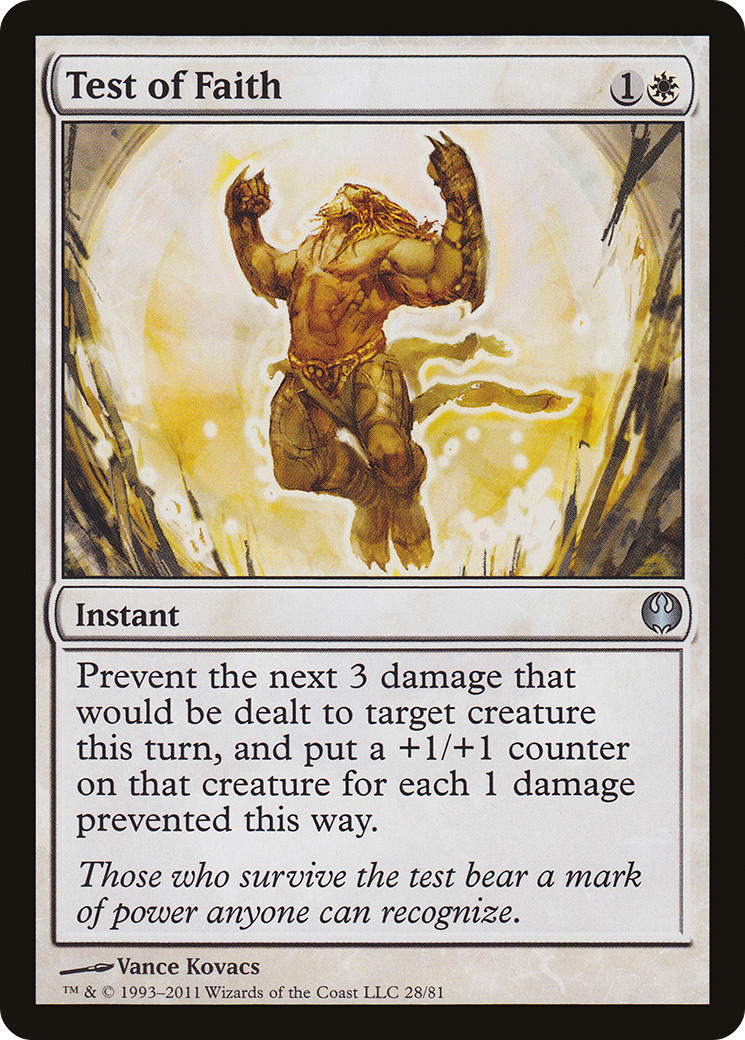 Test of Faith 1
Instant
Prevent the next 3 damage that
would be dealt to target creature
this turn, and put a +1/+1 counter
on that creature for each 1 damage
prevented this way.
Those who survive the test bear a mark
of power anyone can recognize.
Vance Kovacs
™ & © 1993–2011 Wizards of the Coast LLC 28/81